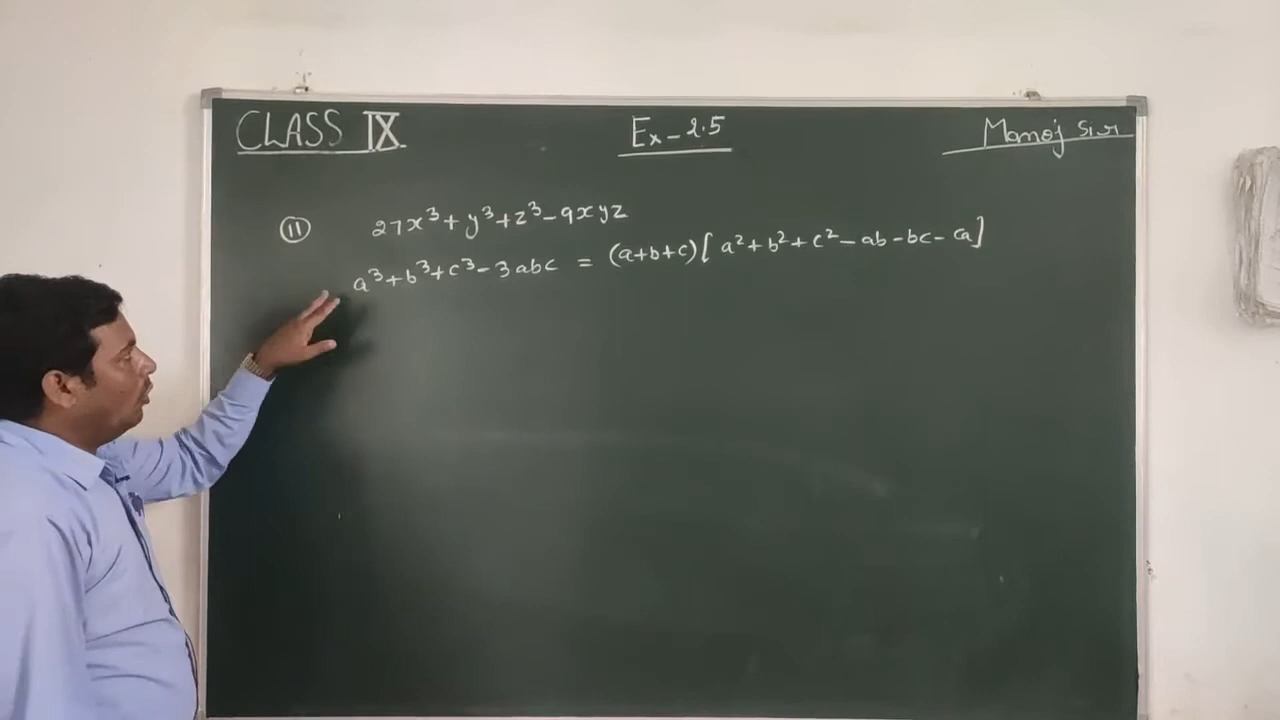 CLASS IX
Ex - 2.5
Manoj Sir
⑪ 27x³ + y³ + z³ - 9xyz
a³ + b³ + c³ - 3abc = (a+b+c)[a² + b² + c² - ab - bc - ca]